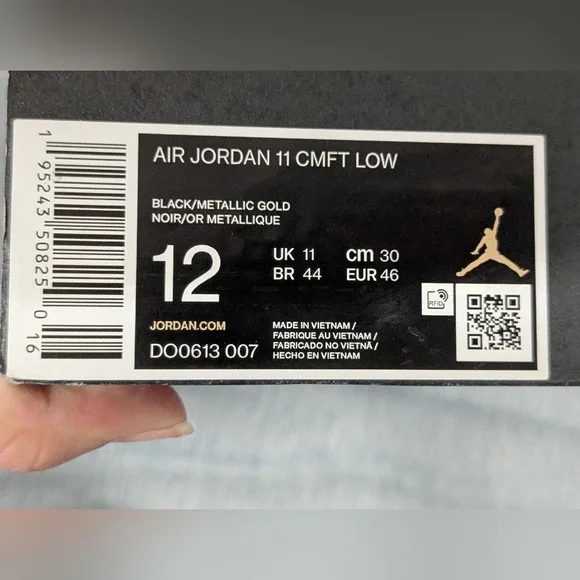 AIR JORDAN 11 CMFT LOW
BLACK/METALLIC GOLD
NOIR/OR METALLIQUE
12
UK 11 cm 30
BR 44 EUR 46
RFID
JORDAN.COM
DO0613 007
MADE IN VIETNAM/
FABRIQUE AU VIETNAM/
FABRICADO NO VIETNÃ/
HECHO EN VIETNAM
1 95243 50825 0 16